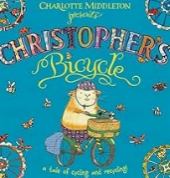 CHARLOTTE MIDDLETON
presents
CHRISTOPHER'S
Bicycle
a tale of cycling and recycling!